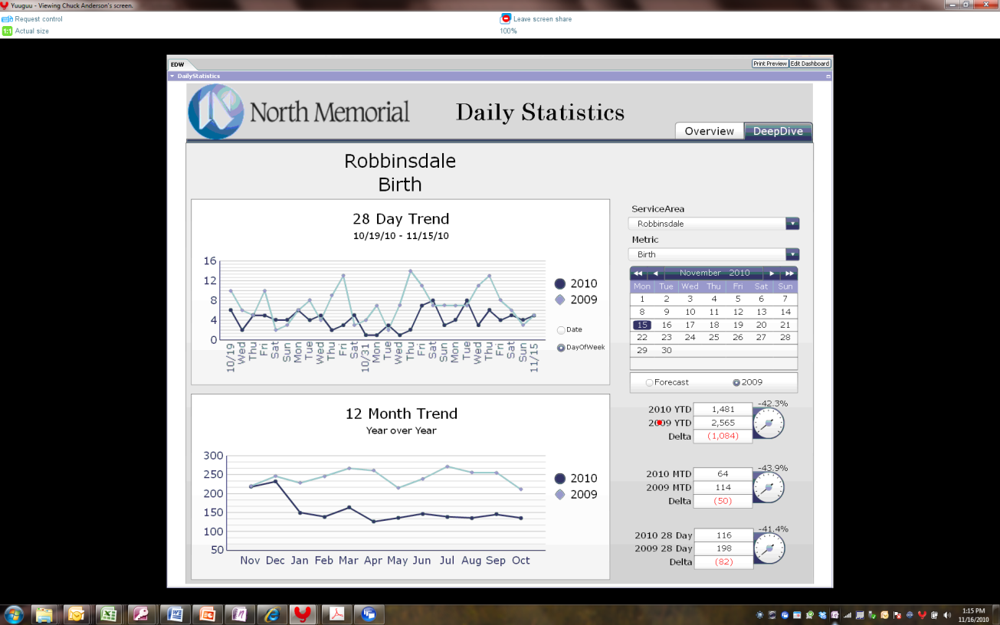 Yuuguu - Viewing Chuck Anderson's screen.
Request control
Leave screen share
1:1 Actual size
100%
EDW
Print Preview Edit Dashboard
DailyStatistics
North Memorial
Daily Statistics
Overview DeepDive
Robbinsdale
Birth
28 Day Trend
10/19/10 - 11/15/10
16
12
8
4
0
10/19 Wed Thu Fri Sat Sun Mon Tue Wed Thu Fri Sat 10/31 Mon Tue Wed Thu Fri Sat Sun Mon Tue Wed Thu Fri Sat Sun 11/15
2010
2009
Date
DayOfWeek
12 Month Trend
Year over Year
300
250
200
150
100
50
Nov Dec Jan Feb Mar Apr May Jun Jul Aug Sep Oct
2010
2009
ServiceArea
Robbinsdale
Metric
Birth
November 2010
Mon Tue Wed Thu Fri Sat Sun
1 2 3 4 5 6 7
8 9 10 11 12 13 14
15 16 17 18 19 20 21
22 23 24 25 26 27 28
29 30
Forecast 2009
-42.3%
2010 YTD 1,481
2009 YTD 2,565
Delta (1,084)
-43.9%
2010 MTD 64
2009 MTD 114
Delta (50)
-41.4%
2010 28 Day 116
2009 28 Day 198
Delta (82)
1:15 PM
11/16/2010